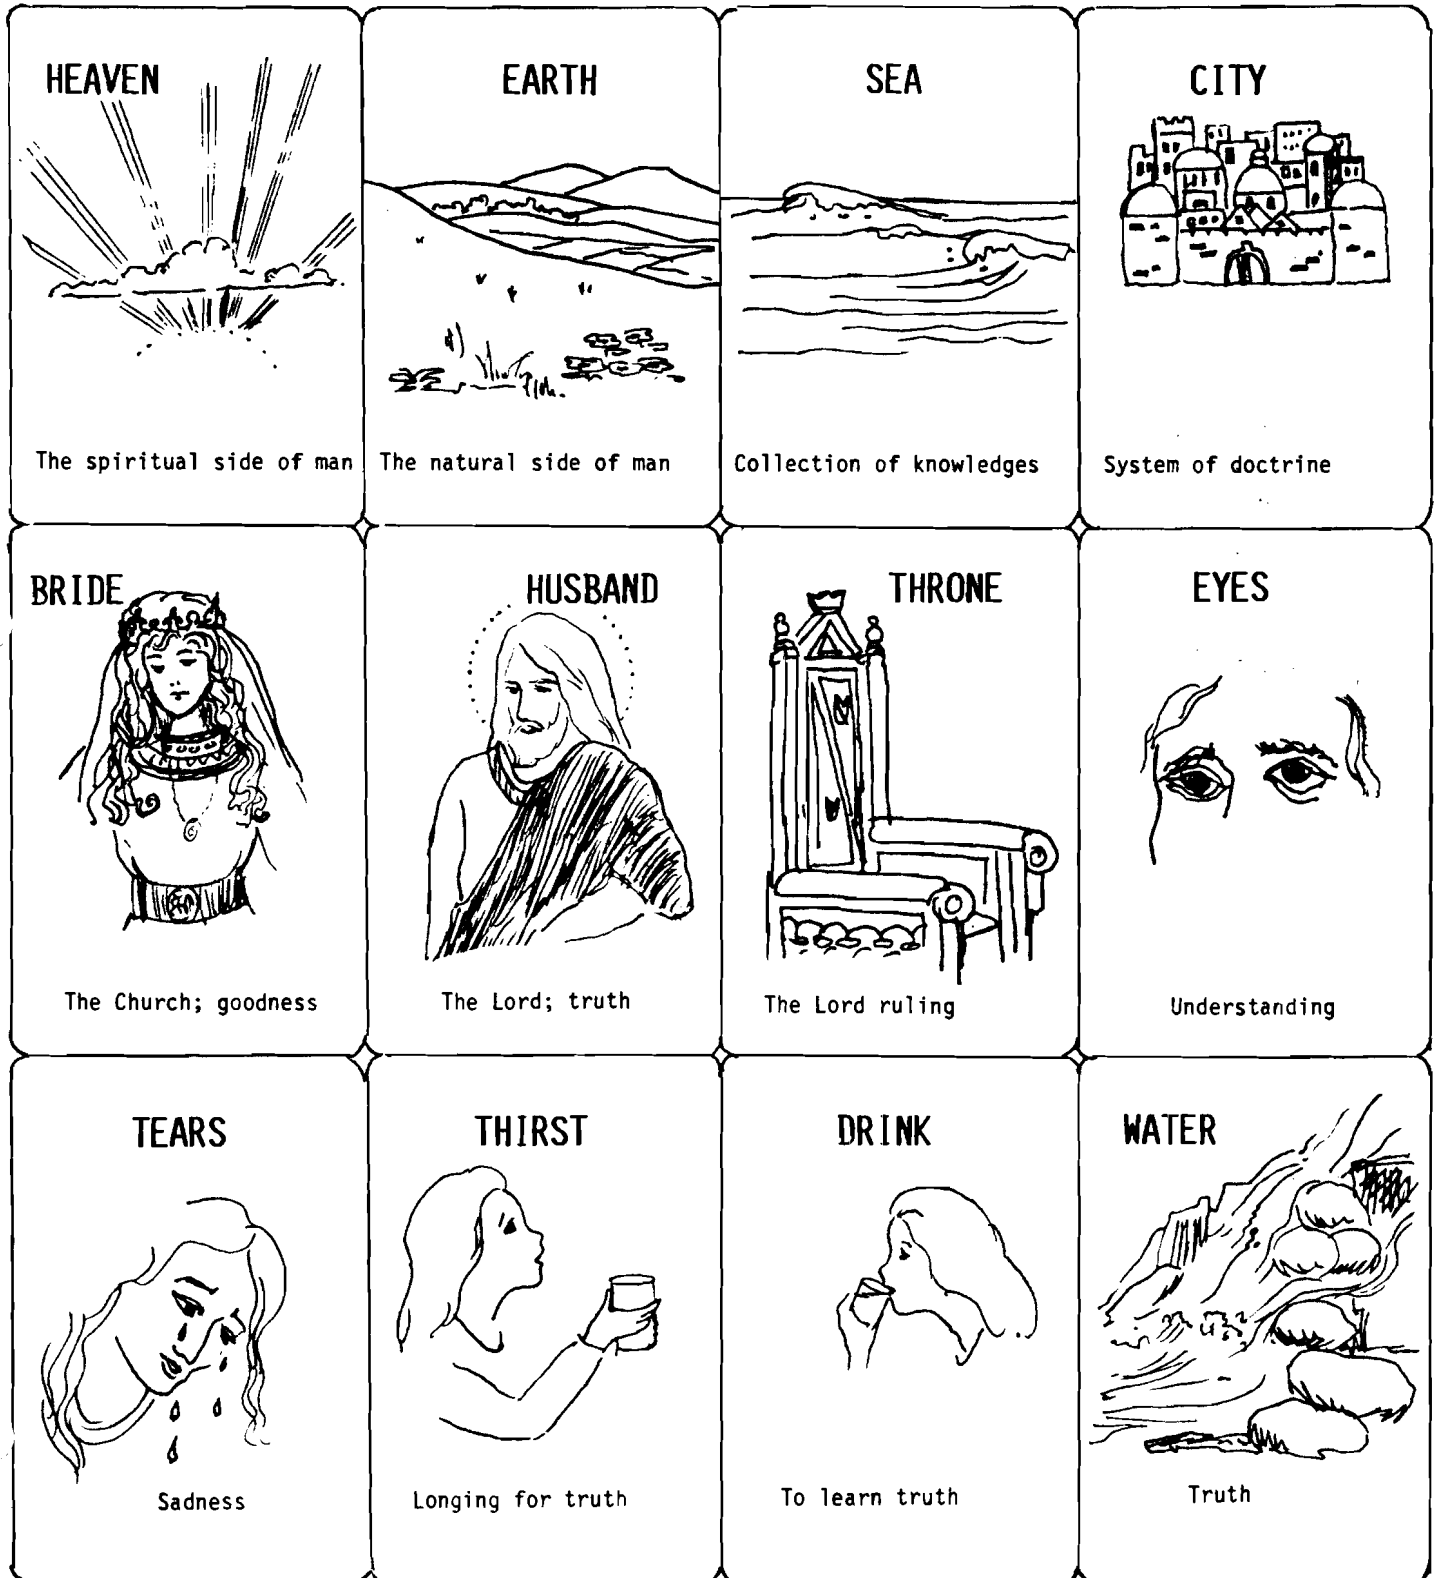 HEAVEN
EARTH
SEA
CITY
The spiritual side of man
The natural side of man
Collection of knowledges
System of doctrine
BRIDE
HUSBAND
THRONE
EYES
The Church; goodness
The Lord; truth
The Lord ruling
Understanding
TEARS
THIRST
DRINK
WATER
Sadness
Longing for truth
To learn truth
Truth